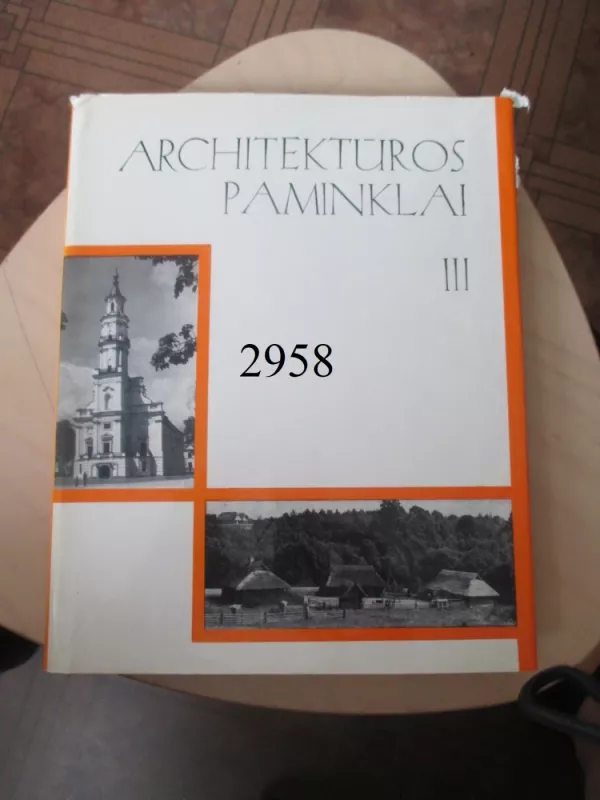 ARCHITEKTŪROS
PAMINKLAI
III
2958